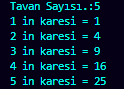 Tavan Sayısı.:5
1 in karesi = 1
2 in karesi = 4
3 in karesi = 9
4 in karesi = 16
5 in karesi = 25